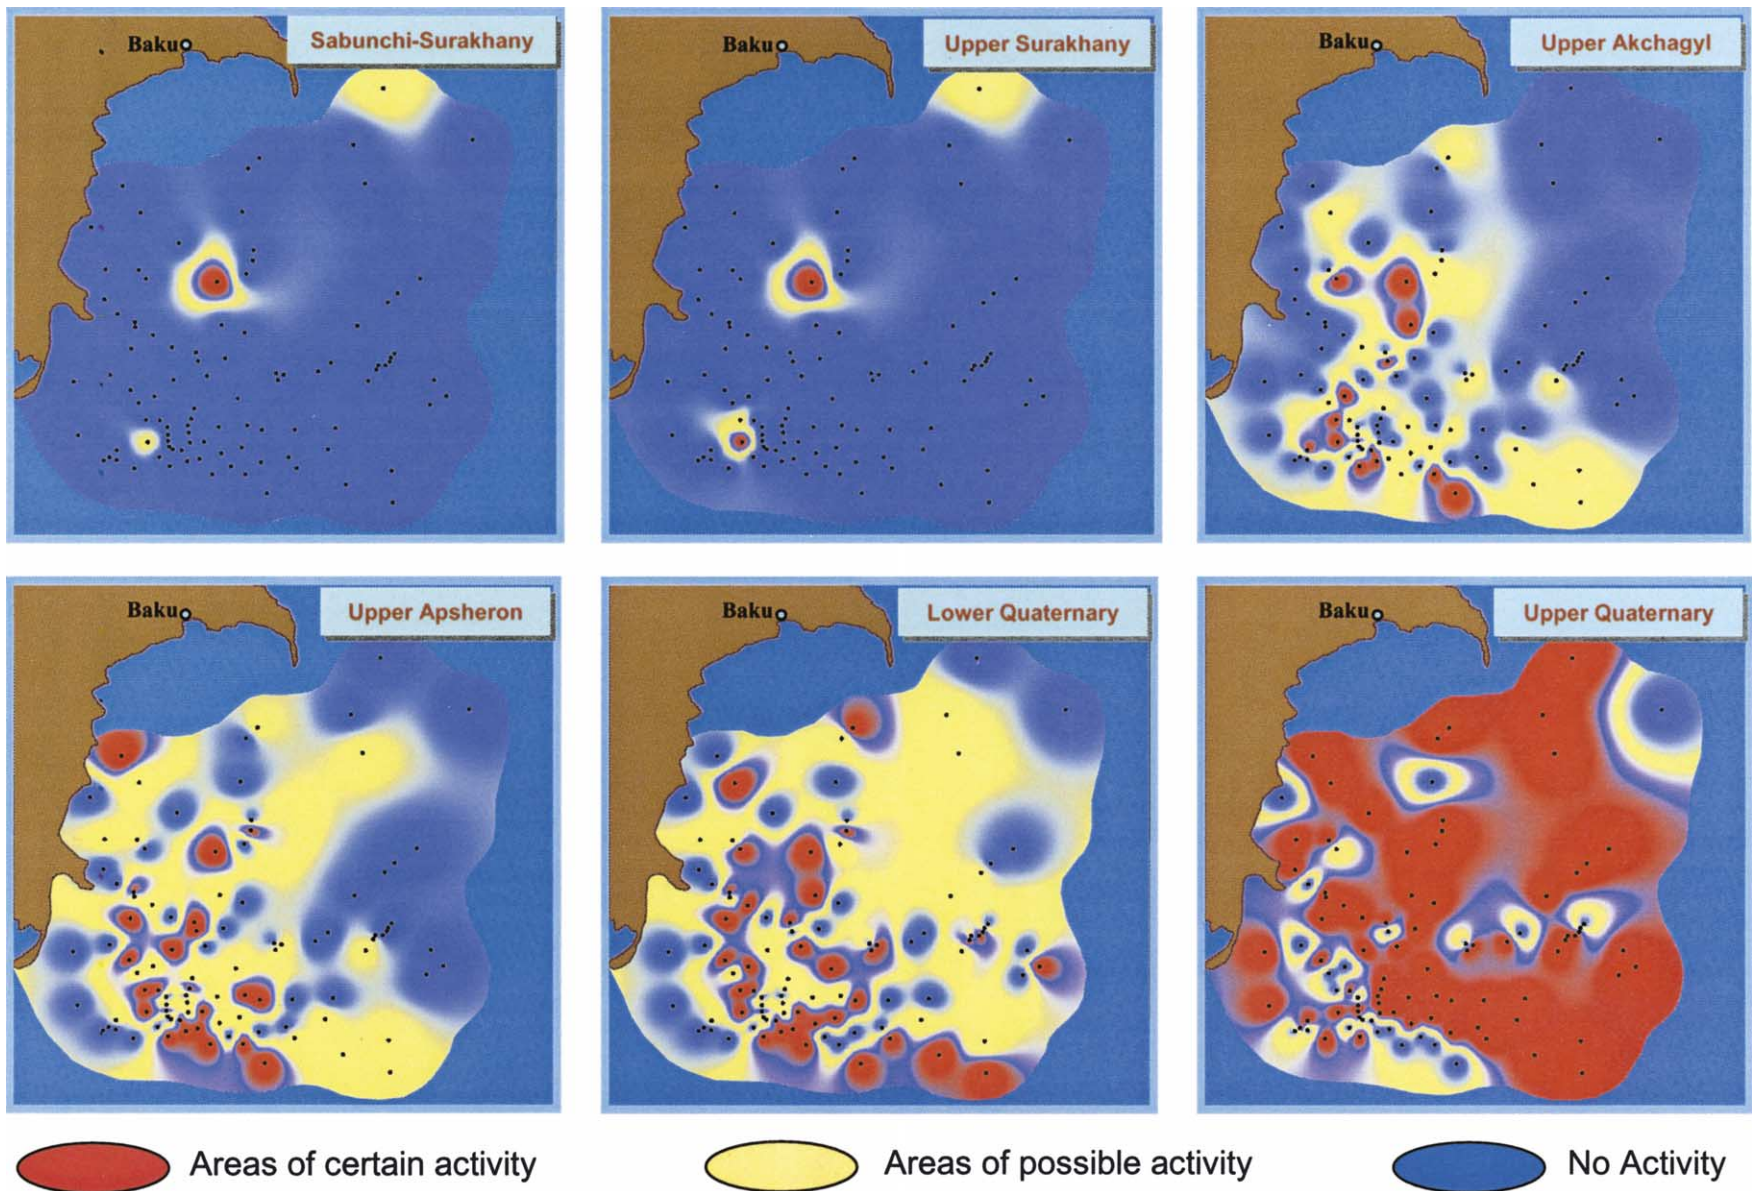 Baku
Sabunchi-Surakhany
Baku
Upper Surakhany
Baku
Upper Akchagyl
Baku
Upper Apsheron
Baku
Lower Quaternary
Baku
Upper Quaternary
Areas of certain activity
Areas of possible activity
No Activity